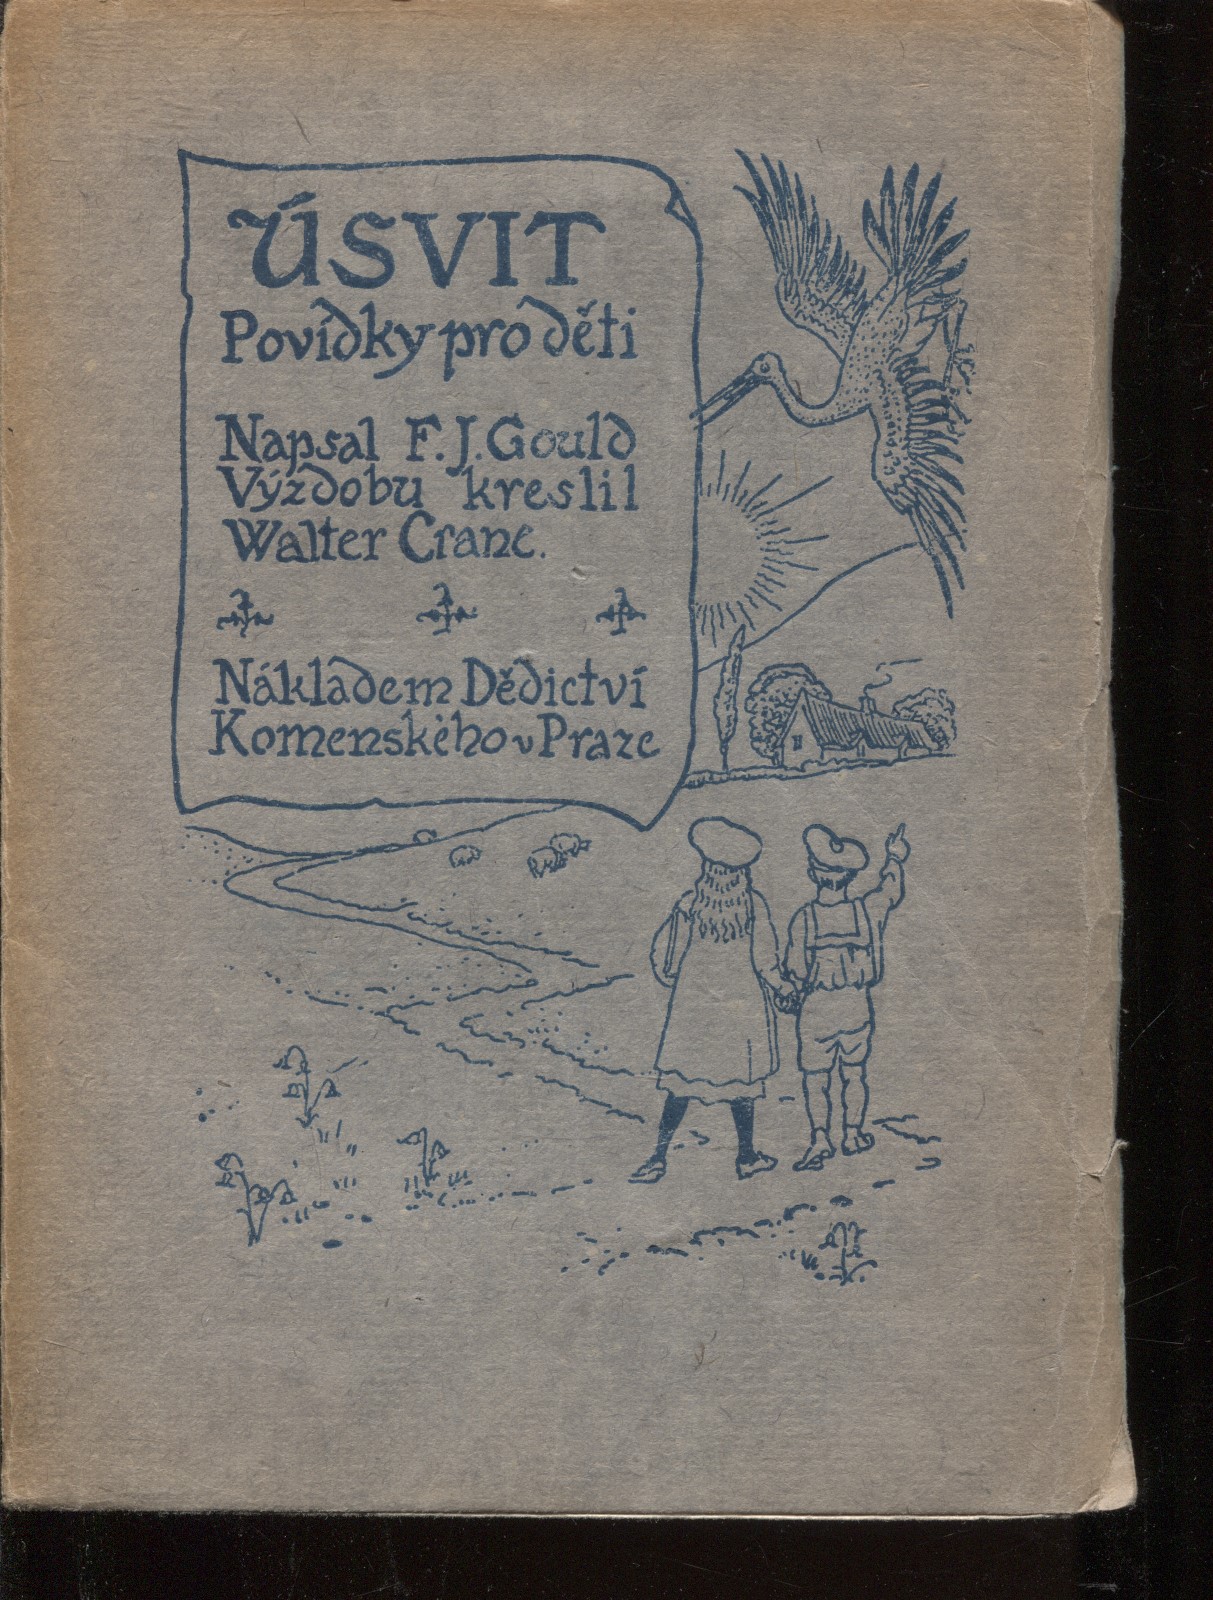 ÚSVIT
Povídky pro děti
Napsal F. J. Gould
Výzdobu kreslil
Walter Crane.
Nákladem Dědictví
Komenského v Praze